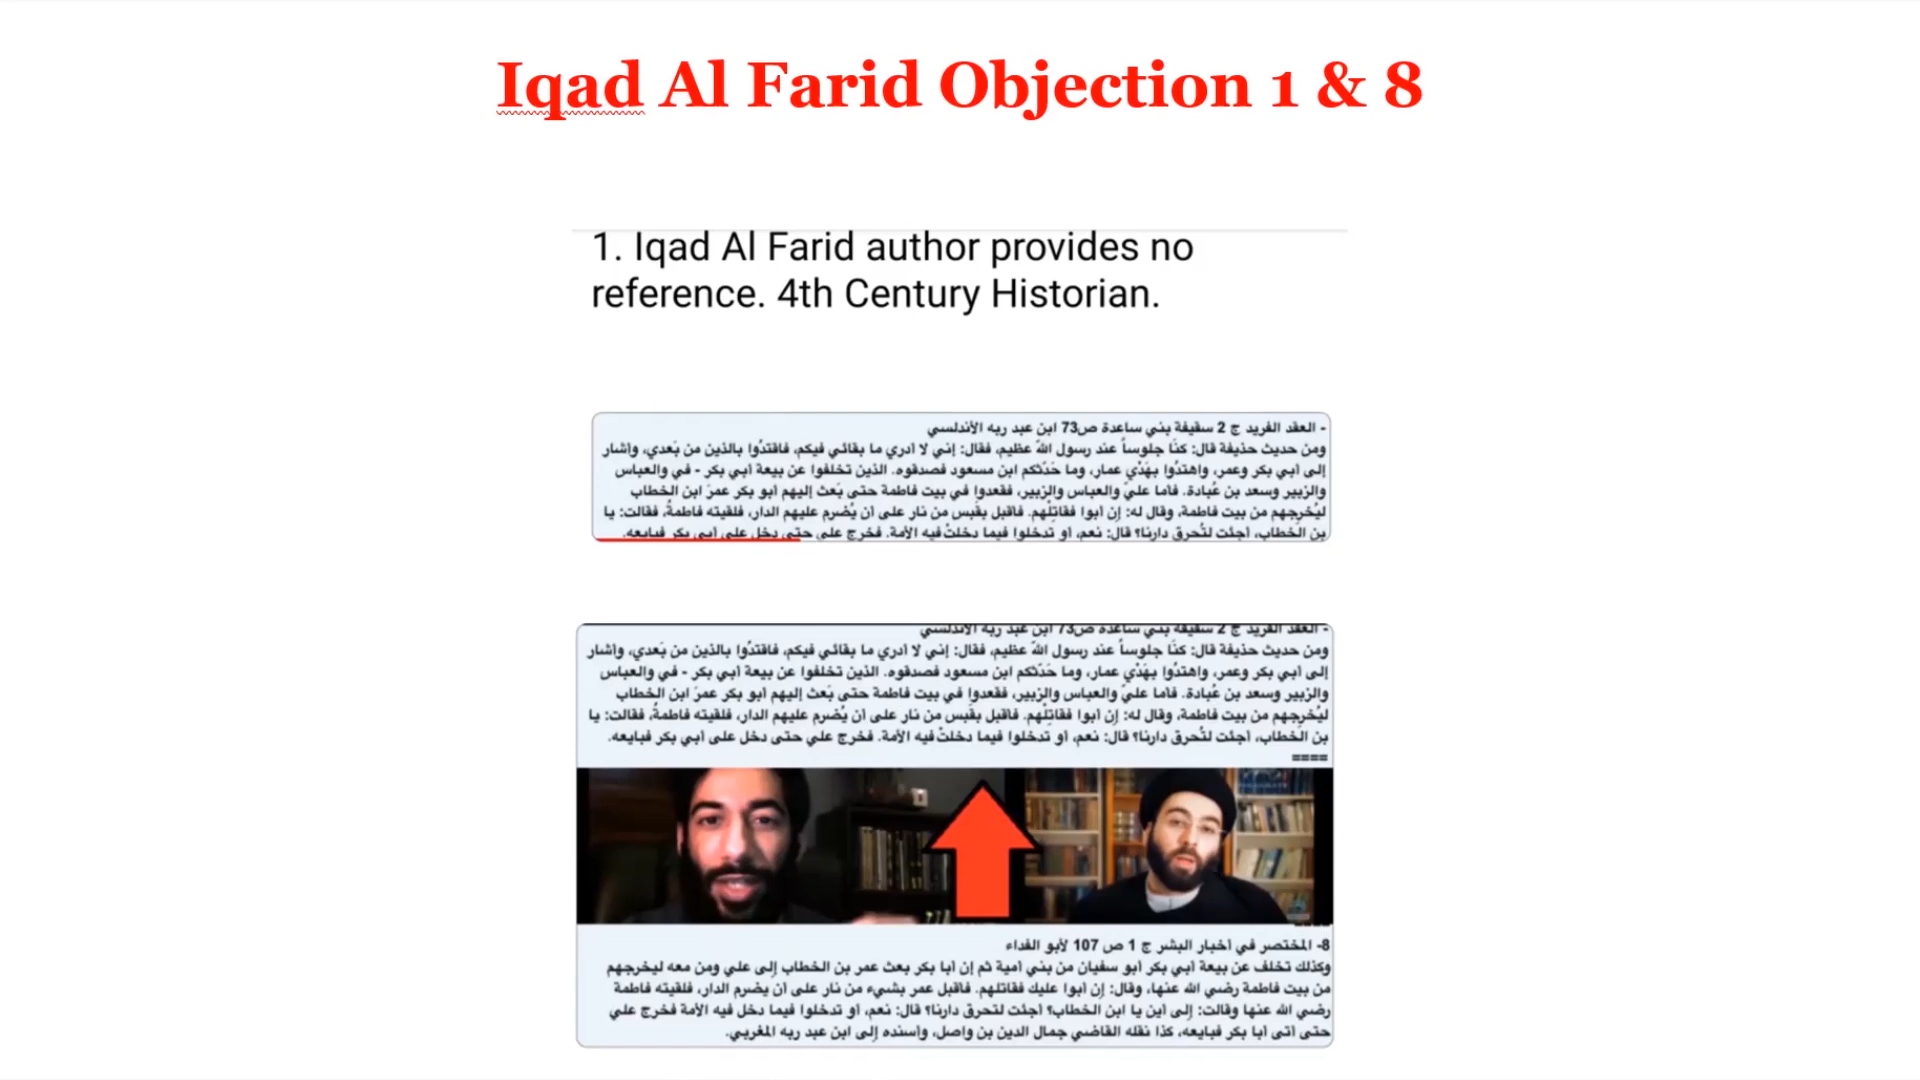 Iqad Al Farid Objection 1 & 8
1. Iqad Al Farid author provides no
reference. 4th Century Historian.
- العقد الفريد ج 2 سقيفة بني ساعدة ص73 ابن عبد ربه الأندلسي
ومن حديث حذيفة قال: كنّا جلوساً عند رسول اللّه عظيم، فقال: إني لا أدري ما بقائي فيكم، فاقتدُوا بالذين من بَعدي، وأشار
إلى أبي بكر وعمر، واهتدُوا بهَدْي عمار، وما حَدّثكم ابن مسعود فصدقوه. الذين تخلفوا عن بيعة أبي بكر - في والعباس
والزبير وسعد بن عُبادة. فأما عليّ والعباس والزبير، فقعدوا في بيت فاطمة حتى بَعث إليهم أبو بكر عمرَ ابن الخطاب
ليُخرِجهم من بيت فاطمة، وقال له: إن أبوا فقاتِلْهم. فأقبل بقَبس من نار على أن يُضرم عليهم الدار، فلقيته فاطمةُ، فقالت: يا
بن الخطاب، أجئت لتُحرق دارنا؟ قال: نعم، أو تدخلوا فيما دخلتْ فيه الأمة. فخرج علي حتى دخل على أبي بكر فبايعه.
- العقد الفريد ج 2 سقيفة بني ساعدة ص73 ابن عبد ربه الأندلسي
ومن حديث حذيفة قال: كنّا جلوساً عند رسول اللّه عظيم، فقال: إني لا أدري ما بقائي فيكم، فاقتدُوا بالذين من بَعدي، وأشار
إلى أبي بكر وعمر، واهتدُوا بهَدْي عمار، وما حَدّثكم ابن مسعود فصدقوه. الذين تخلفوا عن بيعة أبي بكر - في والعباس
والزبير وسعد بن عُبادة. فأما عليّ والعباس والزبير، فقعدوا في بيت فاطمة حتى بَعث إليهم أبو بكر عمرَ ابن الخطاب
ليُخرِجهم من بيت فاطمة، وقال له: إن أبوا فقاتِلْهم. فأقبل بقَبس من نار على أن يُضرم عليهم الدار، فلقيته فاطمةُ، فقالت: يا
بن الخطاب، أجئت لتُحرق دارنا؟ قال: نعم، أو تدخلوا فيما دخلتْ فيه الأمة. فخرج علي حتى دخل على أبي بكر فبايعه.
====
8- المختصر في أخبار البشر ج 1 ص 107 لأبو الفداء
وكذلك تخلف عن بيعة أبي بكر أبو سفيان من بني أمية ثم إن أبا بكر بعث عمر بن الخطاب إلى علي ومن معه ليخرجهم
من بيت فاطمة رضي الله عنها، وقال: إن أبوا عليك فقاتلهم. فأقبل عمر بشيء من نار على أن يضرم الدار، فلقيته فاطمة
رضي الله عنها وقالت: إلى أين يا ابن الخطاب؟ أجئت لتحرق دارنا؟ قال: نعم، أو تدخلوا فيما دخل فيه الأمة فخرج علي
حتى أتى أبا بكر فبايعه، كذا نقله القاضي جمال الدين بن واصل، وأسنده إلى ابن عبد ربه المغربي.